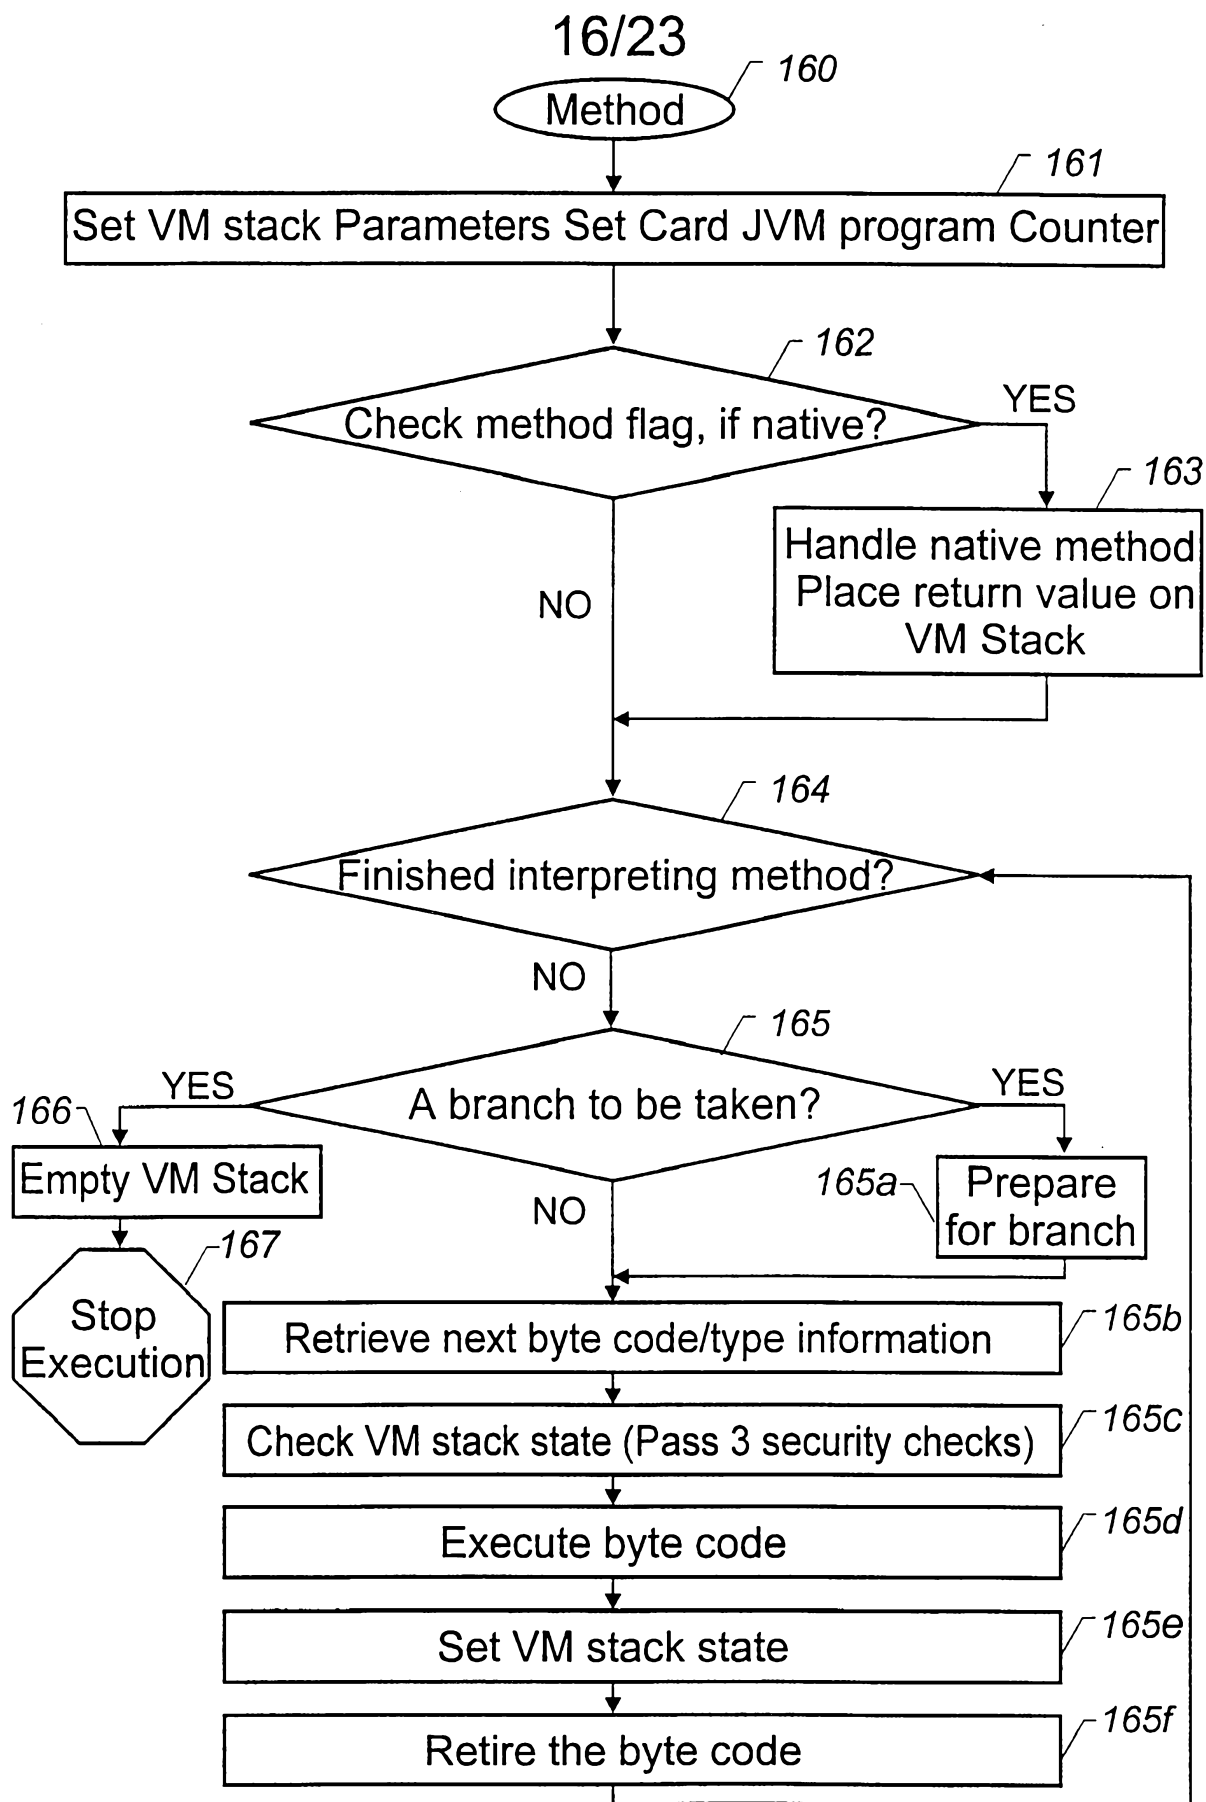 16/23
Method
160
161
Set VM stack Parameters Set Card JVM program Counter
162
Check method flag, if native?
YES
163
Handle native method
Place return value on
VM Stack
NO
164
Finished interpreting method?
NO
165
A branch to be taken?
YES
YES
166
Empty VM Stack
165a
Prepare
for branch
NO
167
Stop
Execution
165b
Retrieve next byte code/type information
165c
Check VM stack state (Pass 3 security checks)
165d
Execute byte code
165e
Set VM stack state
165f
Retire the byte code